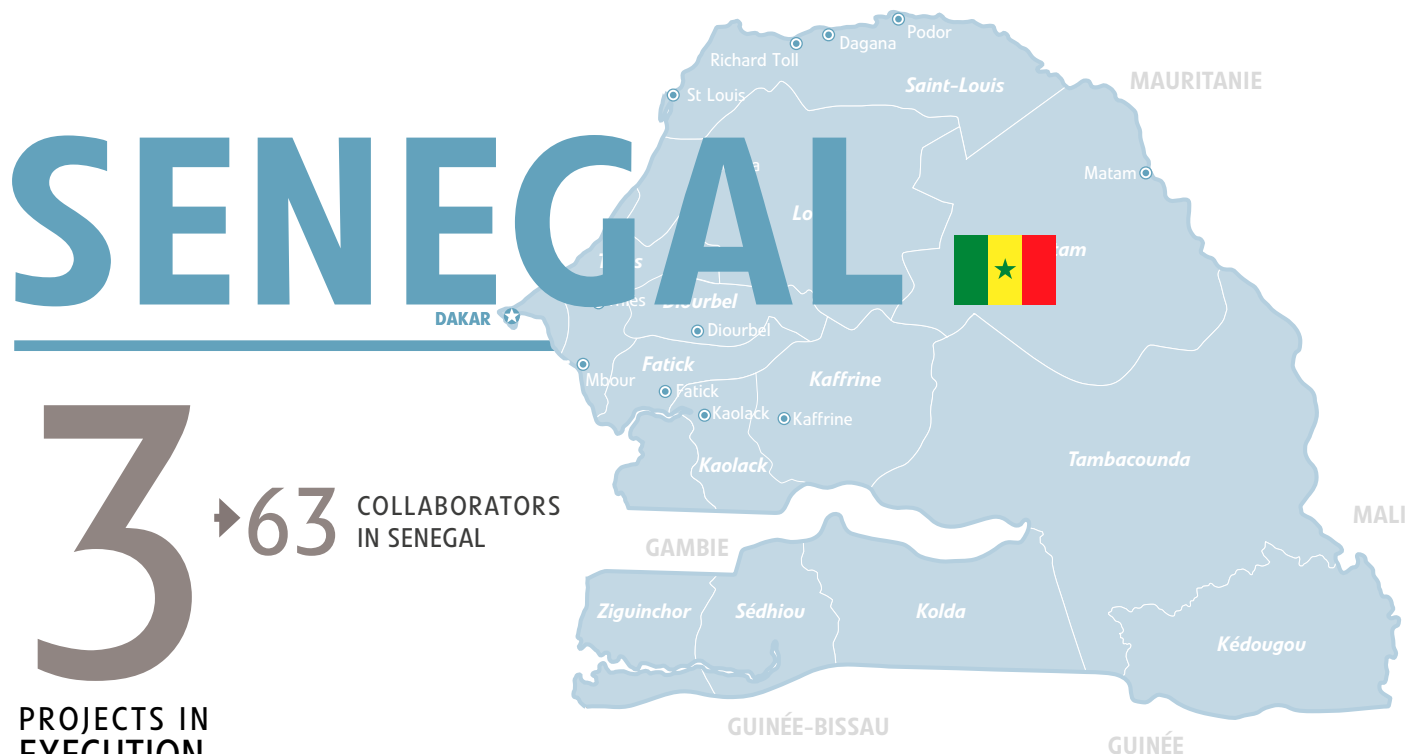 Podor
Dagana
Richard Toll
Saint-Louis
MAURITANIE
St Louis
SENEGAL
Matam
DAKAR
Diourbel
Diourbel
Fatick
Mbour
Fatick
Kaffrine
Kaolack
Kaffrine
Kaolack
Tambacounda
3
63
COLLABORATORS
IN SENEGAL
MALI
GAMBIE
Ziguinchor
Sédhiou
Kolda
Kédougou
PROJECTS IN
EXECUTION
GUINÉE-BISSAU
GUINÉE